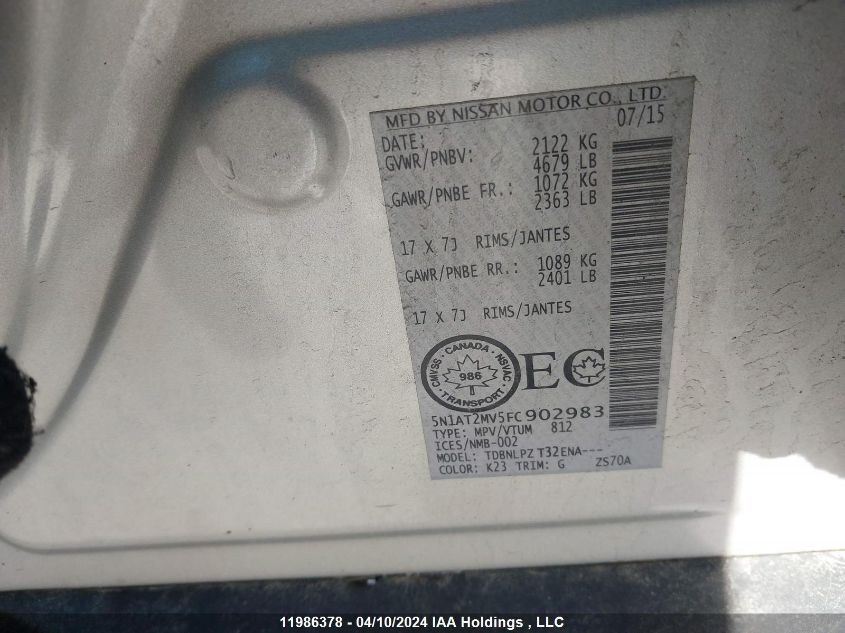 MFD BY NISSAN MOTOR CO., LTD.
DATE: 07/15
GVWR/PNBV: 2122 KG
4679 LB
GAWR/PNBE FR.: 1072 KG
2363 LB
17 X 7J RIMS/JANTES
GAWR/PNBE RR.: 1089 KG
2401 LB
17 X 7J RIMS/JANTES
CMVSS · CANADA · NSVAC
986
TRANSPORT
EC
5N1AT2MV5FC902983
TYPE: MPV/VTUM 812
ICES/NMB-002
MODEL: TDBNLPZ T32ENA---
COLOR: K23 TRIM: G ZS70A
11986378 - 04/10/2024 IAA Holdings , LLC